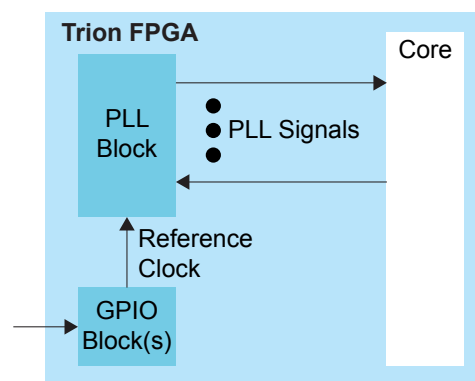 Trion FPGA
Core
PLL
Block
PLL Signals
Reference
Clock
GPIO
Block(s)